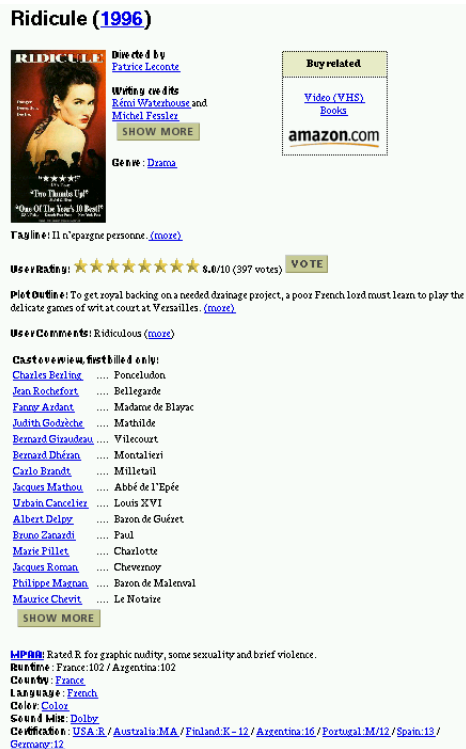 Ridicule (1996)
RIDICULE
"★★★★!"
"Two Thumbs Up!"
"One Of The Year's 10 Best!"
Directed by
Patrice Leconte
Writing credits
Rémi Waterhouse and
Michel Fessler
SHOW MORE
Genre: Drama
Buy related
Video (VHS)
Books
amazon.com
Tagline: Il n'epargne personne. (more)
User Rating: 8.0/10 (397 votes) VOTE
Plot Outline: To get royal backing on a needed drainage project, a poor French lord must learn to play the
delicate games of wit at court at Versailles. (more)
User Comments: Ridiculous (more)
Cast overview, first billed only:
Charles Berling .... Ponceludon
Jean Rochefort .... Bellegarde
Fanny Ardant .... Madame de Blayac
Judith Godrèche .... Mathilde
Bernard Giraudeau .... Vilecourt
Bernard Dhéran .... Montalieri
Carlo Brandt .... Milletail
Jacques Mathou .... Abbé de l'Epée
Urbain Cancelier .... Louis XVI
Albert Delpy .... Baron de Guéret
Bruno Zanardi .... Paul
Marie Pillet .... Charlotte
Jacques Roman .... Chevernoy
Philippe Magnan .... Baron de Malenval
Maurice Chevit .... Le Notaire
SHOW MORE
MPAA: Rated R for graphic nudity, some sexuality and brief violence.
Runtime: France:102 / Argentina:102
Country: France
Language: French
Color: Color
Sound Mix: Dolby
Certification: USA:R / Australia:MA / Finland:K-12 / Argentina:16 / Portugal:M/12 / Spain:13 /
Germany:12